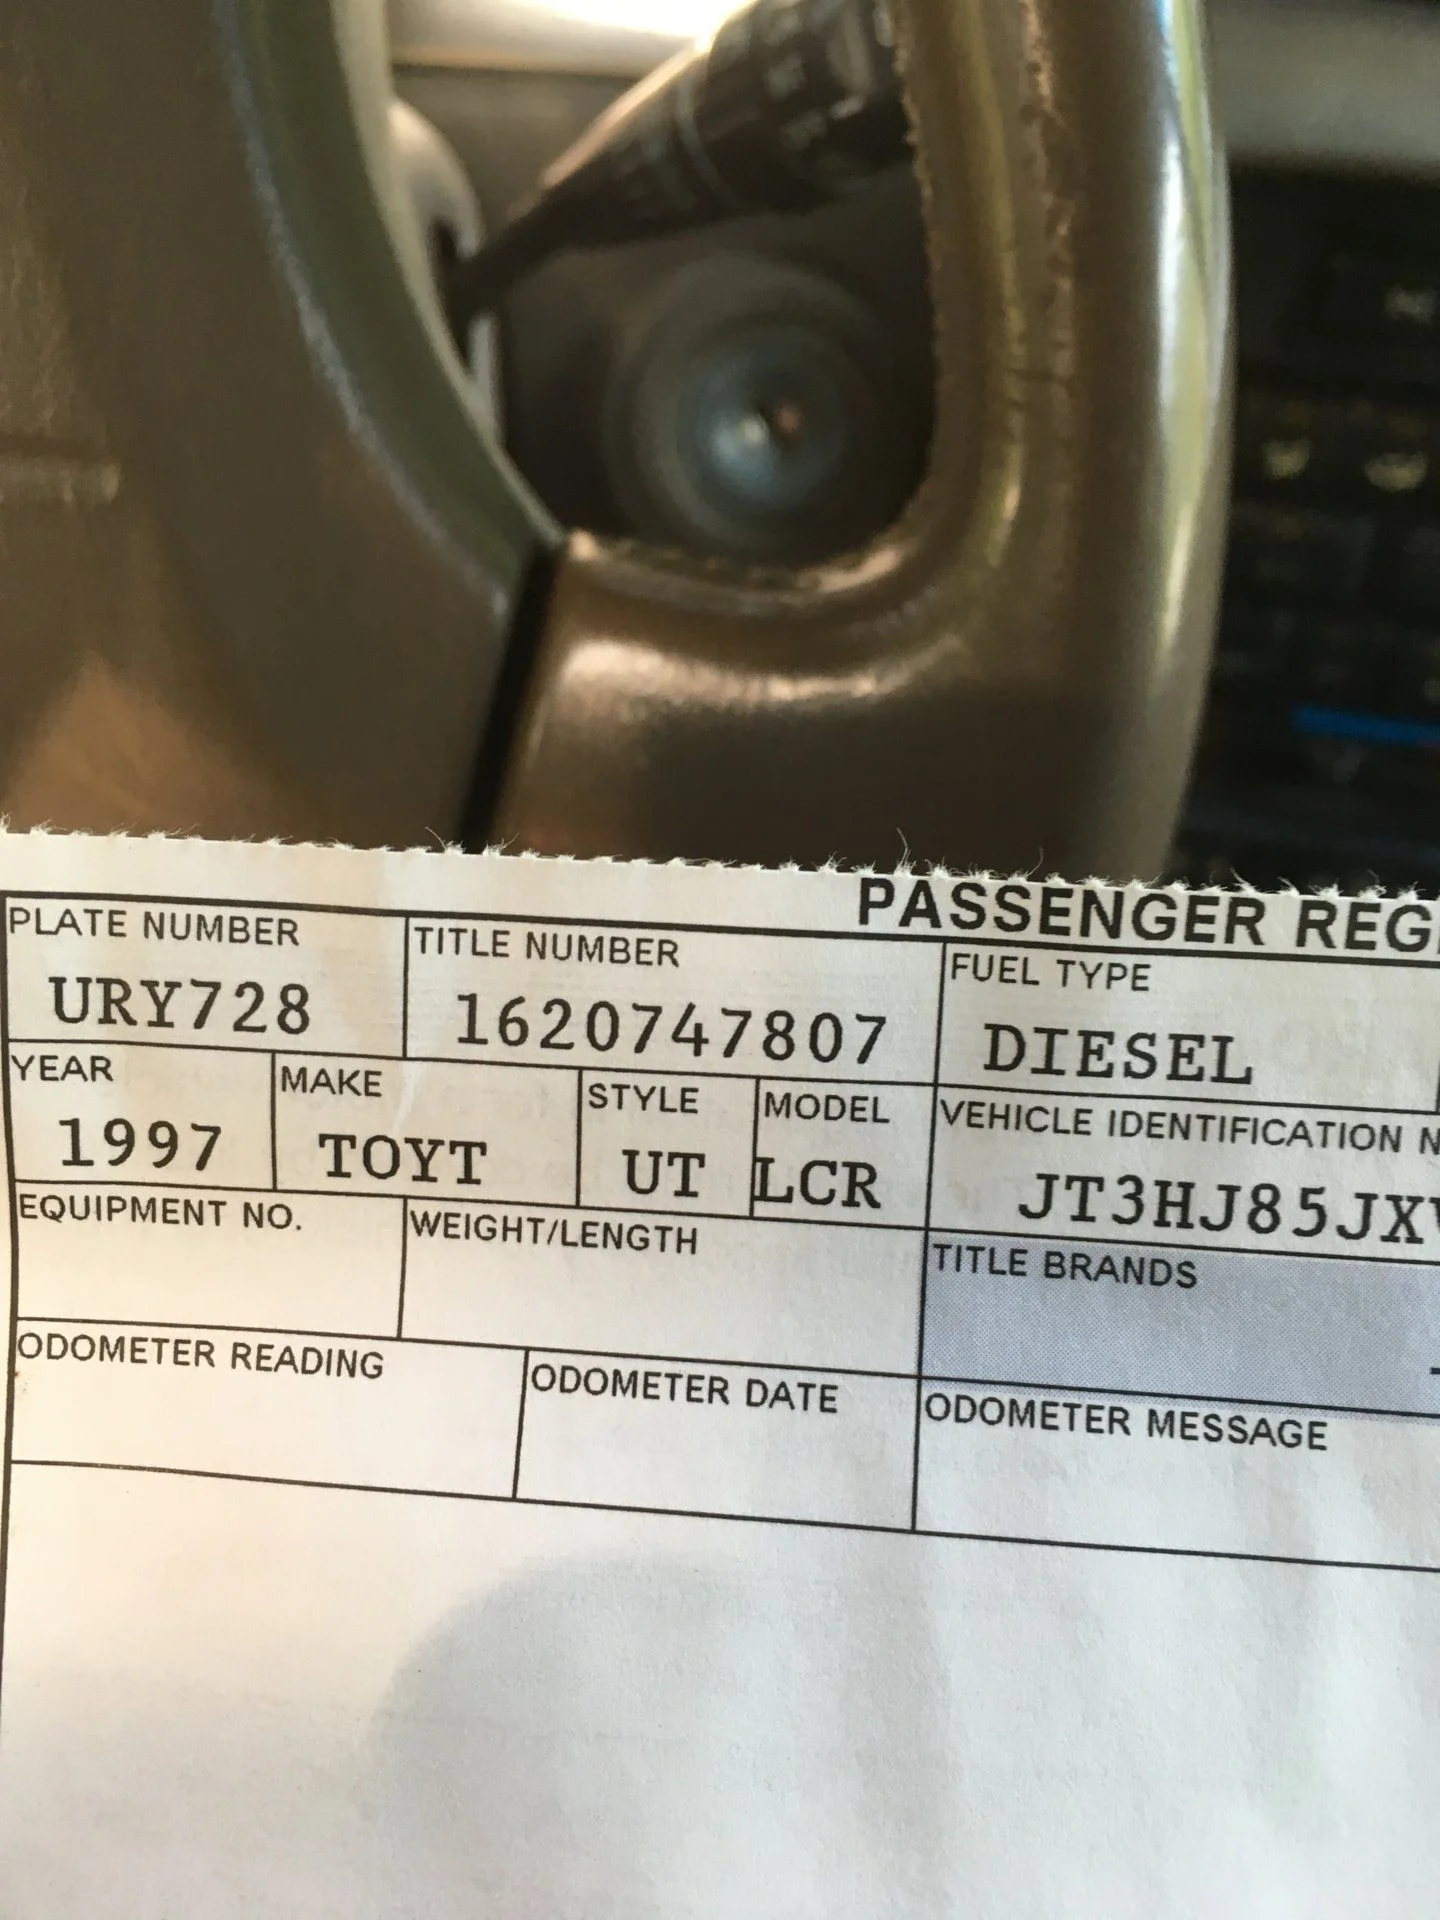 PASSENGER REG
PLATE NUMBER TITLE NUMBER FUEL TYPE
URY728 1620747807 DIESEL
YEAR MAKE STYLE MODEL VEHICLE IDENTIFICATION N
1997 TOYT UT LCR JT3HJ85JXV
EQUIPMENT NO. WEIGHT/LENGTH TITLE BRANDS
ODOMETER READING ODOMETER DATE ODOMETER MESSAGE